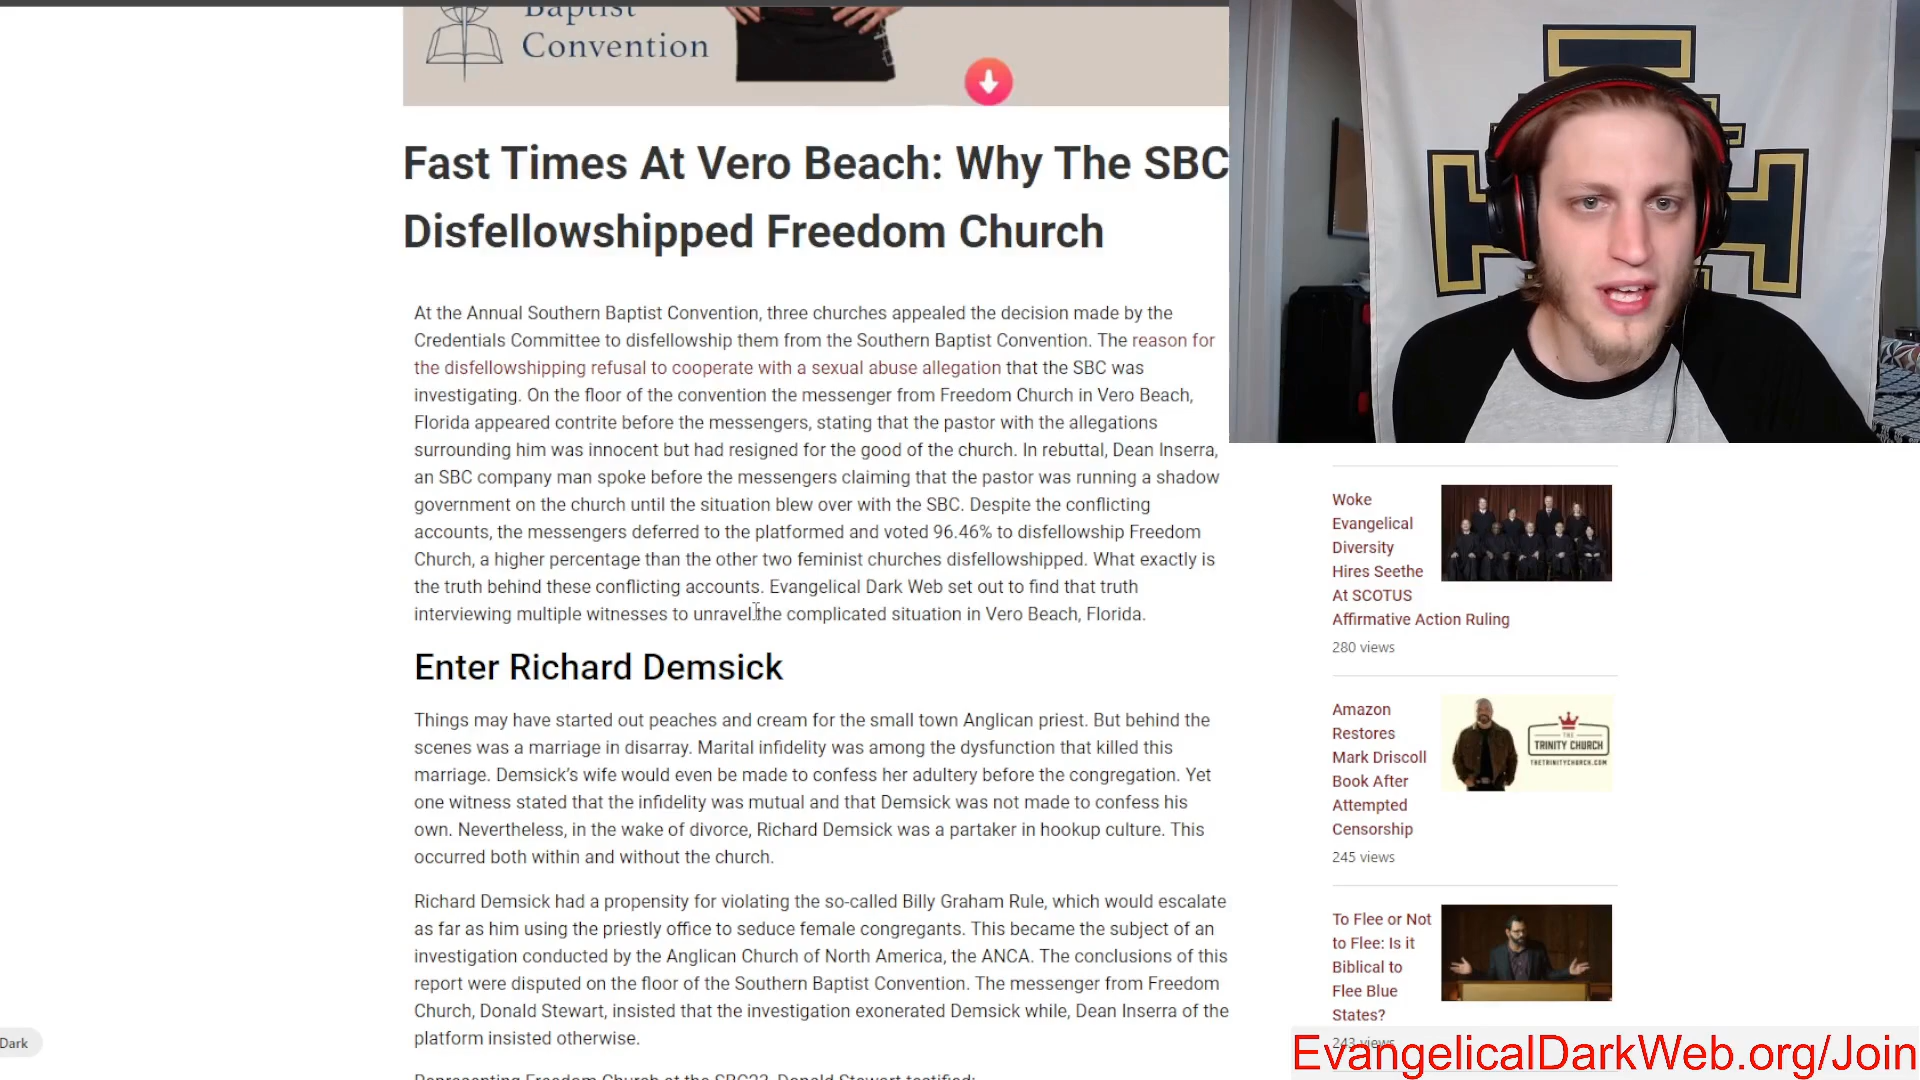 Baptist
Convention
Fast Times At Vero Beach: Why The SBC
Disfellowshipped Freedom Church
At the Annual Southern Baptist Convention, three churches appealed the decision made by the
Credentials Committee to disfellowship them from the Southern Baptist Convention. The reason for
the disfellowshipping refusal to cooperate with a sexual abuse allegation that the SBC was
investigating. On the floor of the convention the messenger from Freedom Church in Vero Beach,
Florida appeared contrite before the messengers, stating that the pastor with the allegations
surrounding him was innocent but had resigned for the good of the church. In rebuttal, Dean Inserra,
an SBC company man spoke before the messengers claiming that the pastor was running a shadow
government on the church until the situation blew over with the SBC. Despite the conflicting
accounts, the messengers deferred to the platformed and voted 96.46% to disfellowship Freedom
Church, a higher percentage than the other two feminist churches disfellowshipped. What exactly is
the truth behind these conflicting accounts. Evangelical Dark Web set out to find that truth
interviewing multiple witnesses to unravel the complicated situation in Vero Beach, Florida.
Enter Richard Demsick
Things may have started out peaches and cream for the small town Anglican priest. But behind the
scenes was a marriage in disarray. Marital infidelity was among the dysfunction that killed this
marriage. Demsick's wife would even be made to confess her adultery before the congregation. Yet
one witness stated that the infidelity was mutual and that Demsick was not made to confess his
own. Nevertheless, in the wake of divorce, Richard Demsick was a partaker in hookup culture. This
occurred both within and without the church.
Richard Demsick had a propensity for violating the so-called Billy Graham Rule, which would escalate
as far as him using the priestly office to seduce female congregants. This became the subject of an
investigation conducted by the Anglican Church of North America, the ANCA. The conclusions of this
report were disputed on the floor of the Southern Baptist Convention. The messenger from Freedom
Church, Donald Stewart, insisted that the investigation exonerated Demsick while, Dean Inserra of the
platform insisted otherwise.
Representing Freedom Church at the SBC23, Donald Stewart testified:
Woke
Evangelical
Diversity
Hires Seethe
At SCOTUS
Affirmative Action Ruling
280 views
Amazon
Restores
Mark Driscoll
Book After
Attempted
Censorship
245 views
THE
TRINITY CHURCH
THETRINITYCHURCH.COM
To Flee or Not
to Flee: Is it
Biblical to
Flee Blue
States?
243 views
Dark
EvangelicalDarkWeb.org/Join